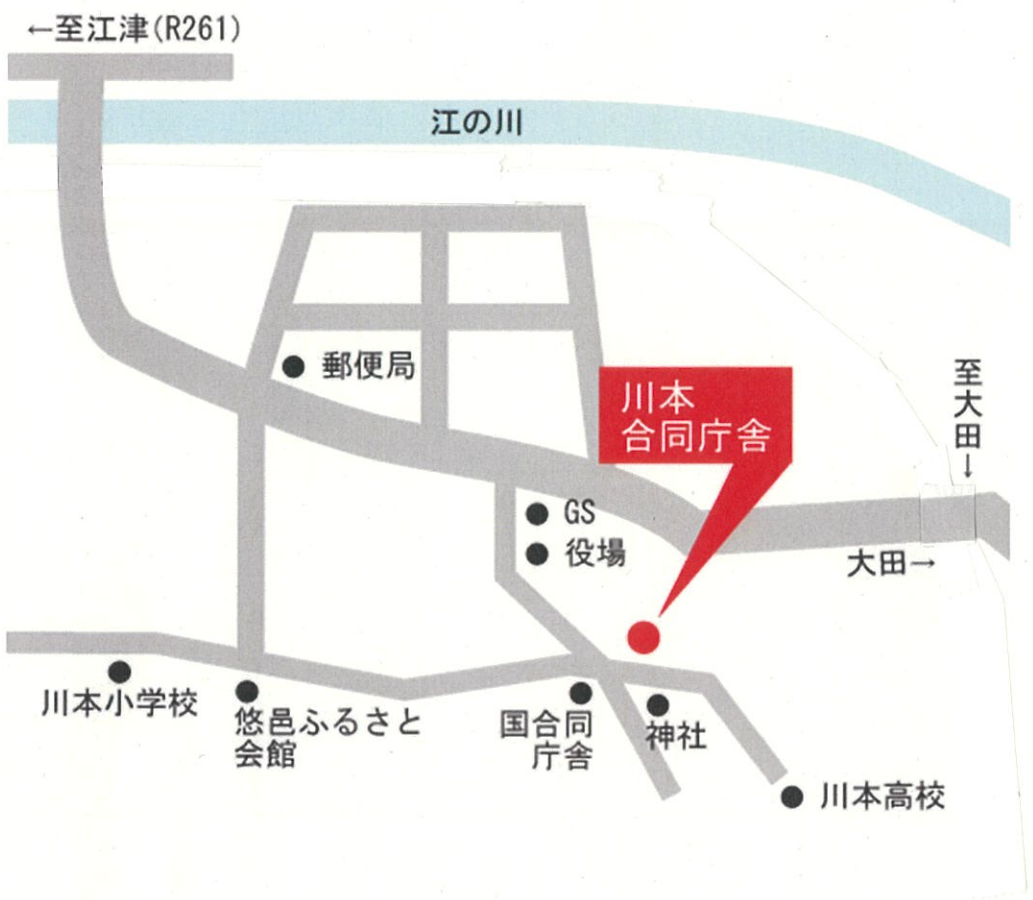 ←至江津(R261)
江の川
郵便局
川本
合同庁舎
至大田→
GS
役場
大田→
川本小学校
悠邑ふるさと
会館
国合同
庁舎
神社
川本高校